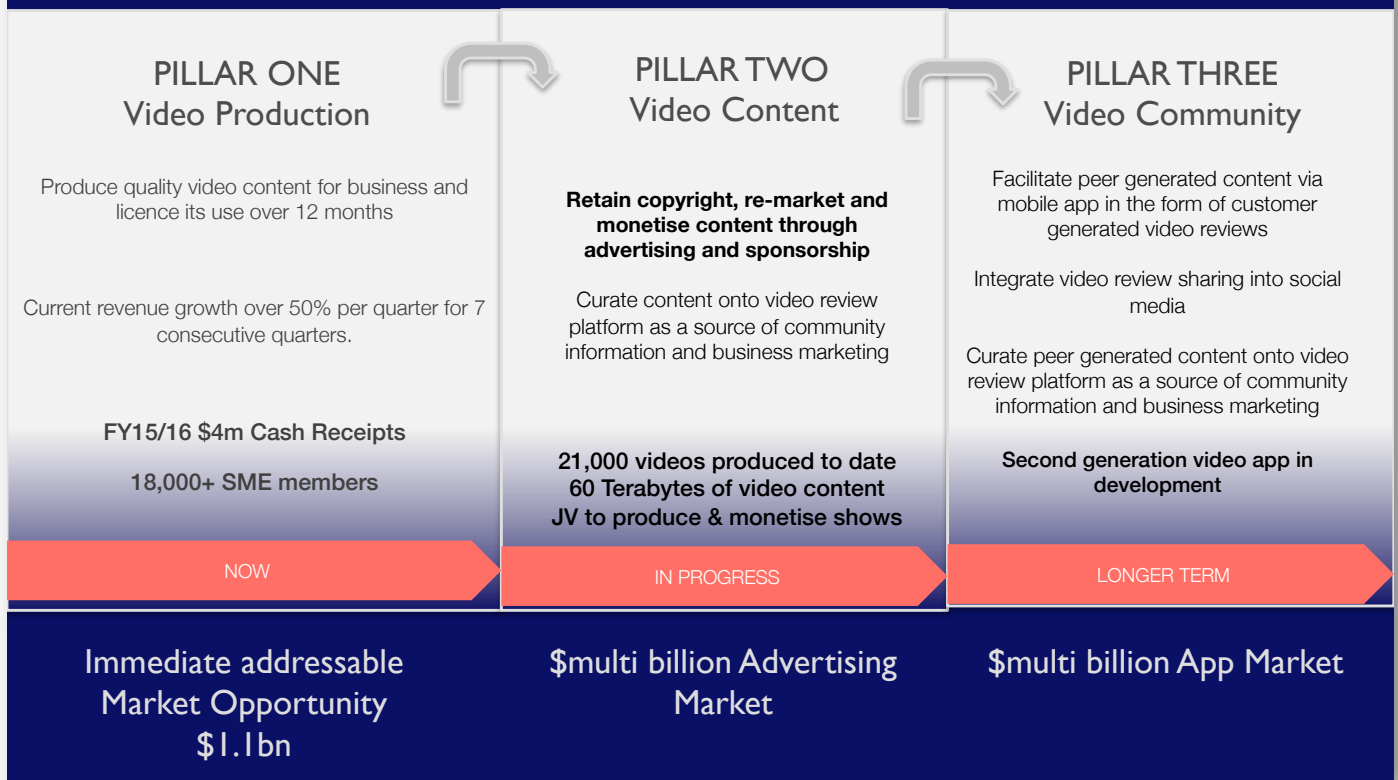 PILLAR ONE
Video Production
Produce quality video content for business and
licence its use over 12 months
Current revenue growth over 50% per quarter for 7
consecutive quarters.
FY15/16 $4m Cash Receipts
18,000+ SME members
NOW
Immediate addressable
Market Opportunity
$1.1bn
PILLAR TWO
Video Content
Retain copyright, re-market and
monetise content through
advertising and sponsorship
Curate content onto video review
platform as a source of community
information and business marketing
21,000 videos produced to date
60 Terabytes of video content
JV to produce & monetise shows
IN PROGRESS
$multi billion Advertising
Market
PILLAR THREE
Video Community
Facilitate peer generated content via
mobile app in the form of customer
generated video reviews
Integrate video review sharing into social
media
Curate peer generated content onto video
review platform as a source of community
information and business marketing
Second generation video app in
development
LONGER TERM
$multi billion App Market